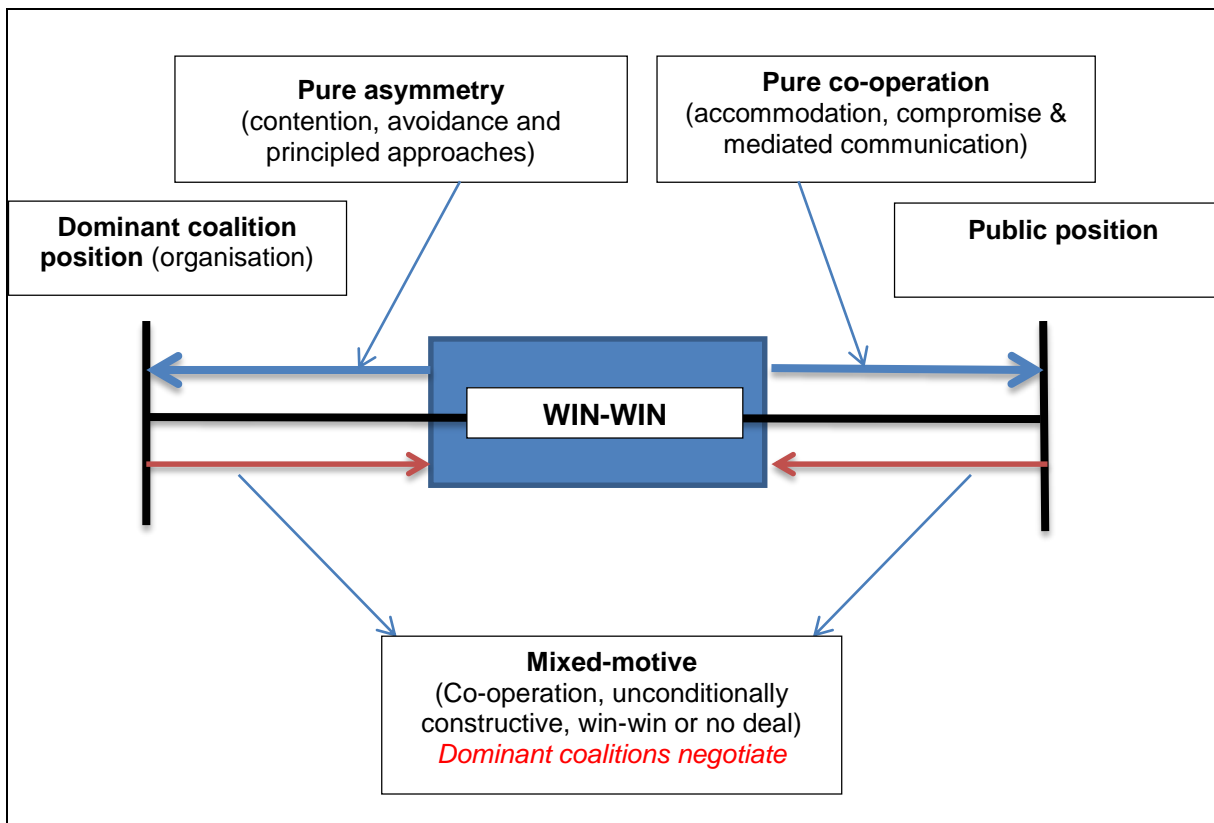 Pure asymmetry
(contention, avoidance and
principled approaches)
Pure co-operation
(accommodation, compromise &
mediated communication)
Dominant coalition
position (organisation)
Public position
WIN-WIN
Mixed-motive
(Co-operation, unconditionally
constructive, win-win or no deal)
Dominant coalitions negotiate